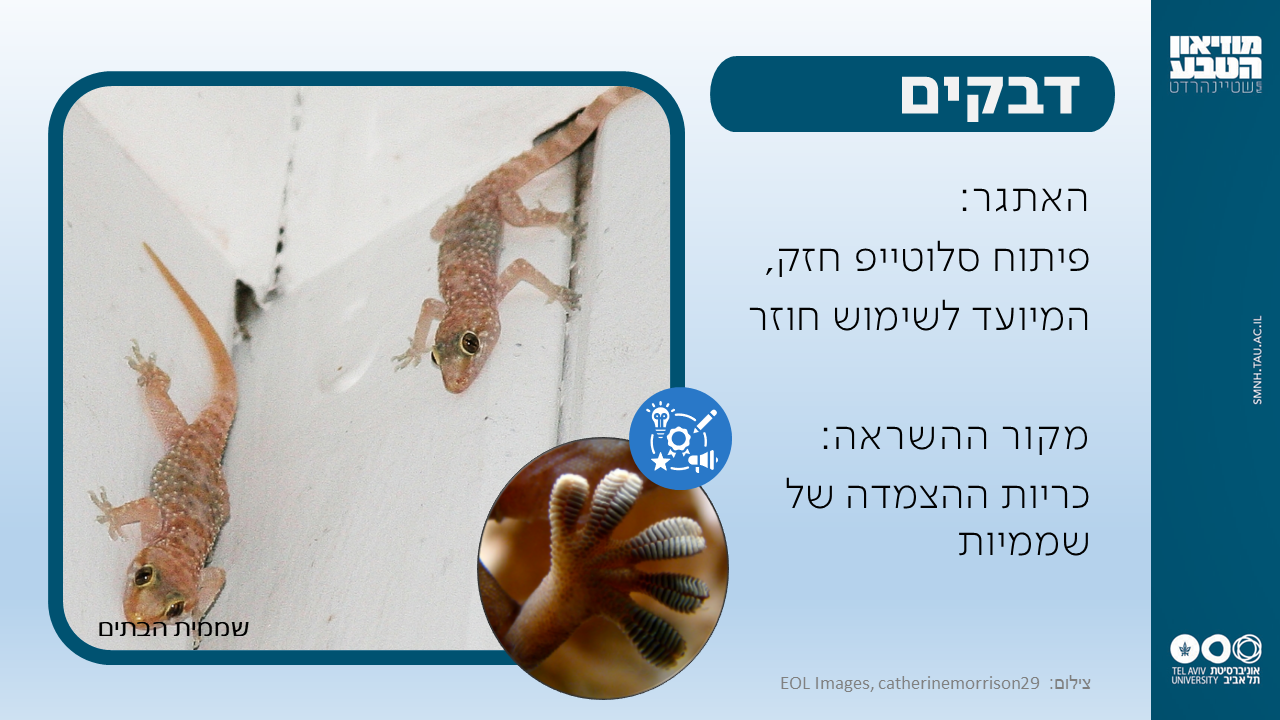 דבקים
האתגר:
פיתוח סלוטייפ חזק,
המיועד לשימוש חוזר
מקור ההשראה:
כריות ההצמדה של
שממיות
שממית הבתים
צילום: EOL Images, catherinemorrison29
מוזיאון
הטבע
ע״ש שטיינהרדט
SMNH.TAU.AC.IL
אוניברסיטת TEL AVIV
תל אביב UNIVERSITY